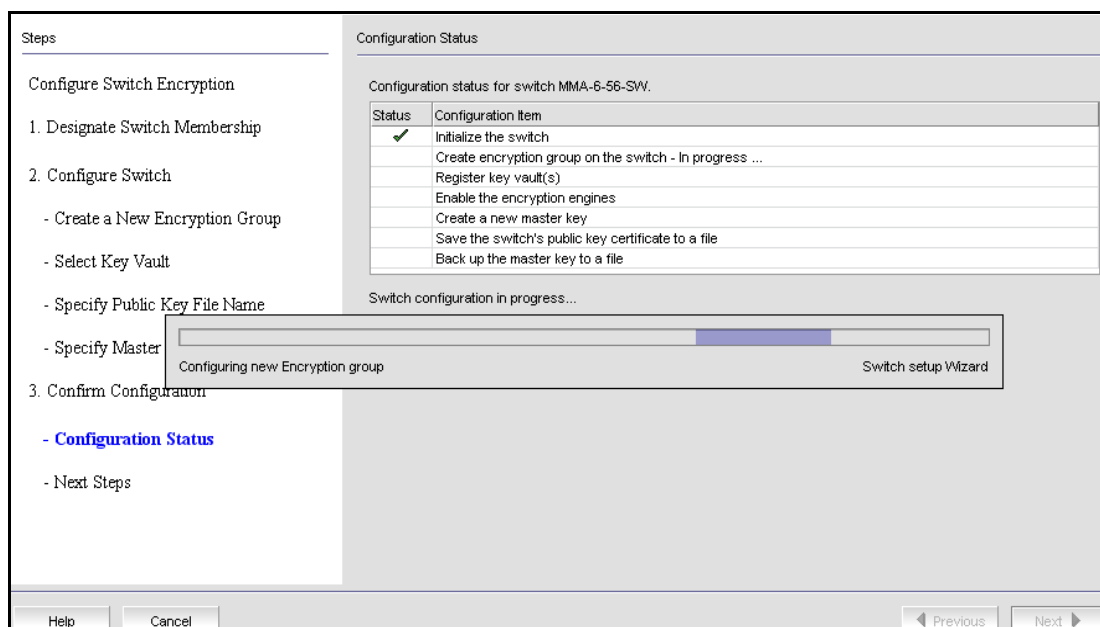 Steps
Configure Switch Encryption
1. Designate Switch Membership
2. Configure Switch
- Create a New Encryption Group
- Select Key Vault
- Specify Public Key File Name
- Specify Master
3. Confirm Configuration
- Configuration Status
- Next Steps
Configuration Status
Configuration status for switch MMA-6-56-SW.
Status Configuration Item
Initialize the switch
Create encryption group on the switch - In progress ...
Register key vault(s)
Enable the encryption engines
Create a new master key
Save the switch's public key certificate to a file
Back up the master key to a file
Switch configuration in progress...
Configuring new Encryption group Switch setup Wizard
Help Cancel Previous Next